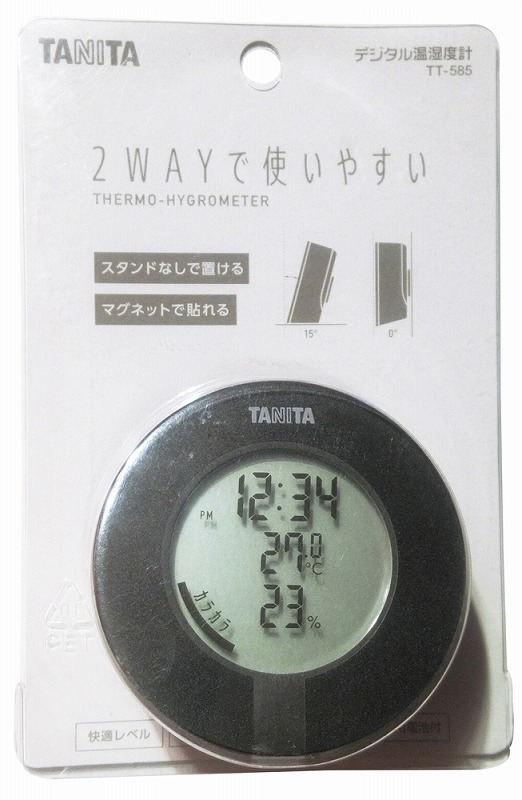 TANITA
デジタル温湿度計
TT-585
2WAYで使いやすい
THERMO-HYGROMETER
スタンドなしで置ける
マグネットで貼れる
15°
0°
TANITA
PM 12:34
27.0℃
23%
カラカラ
PET
快適レベル